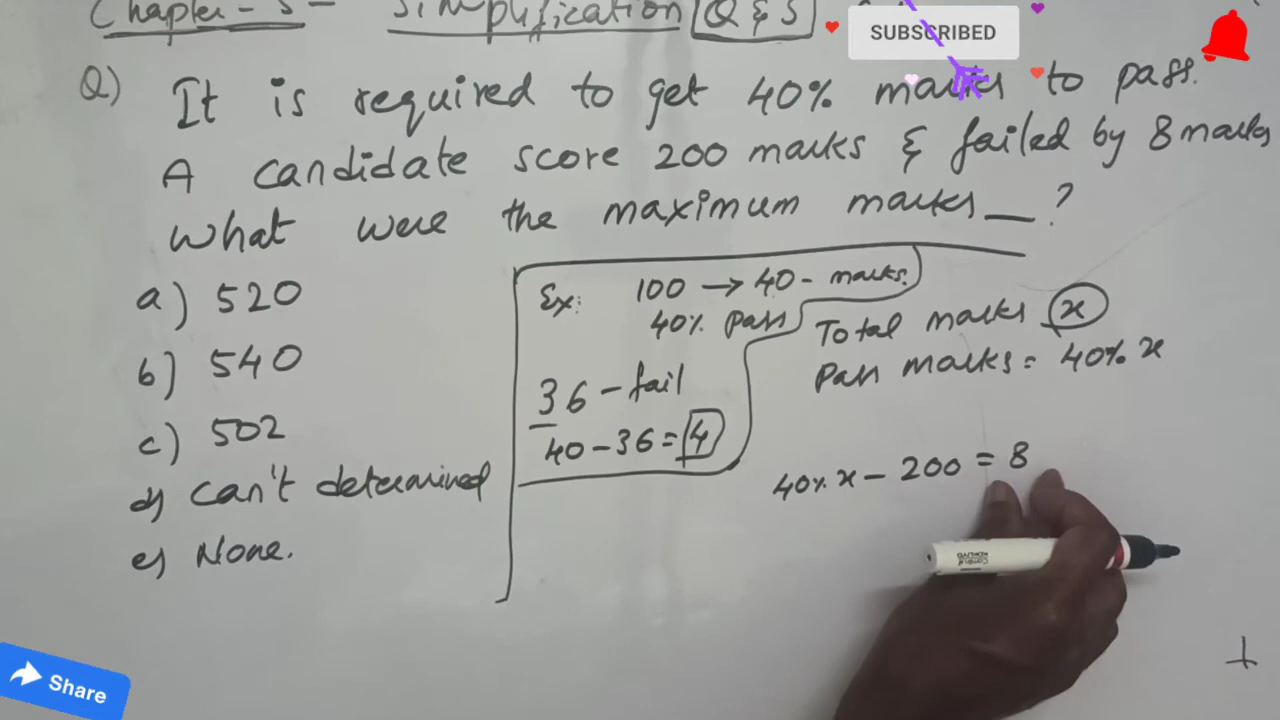 Chapter - 3 - Simplification Q & S
SUBSCRIBED
Q) It is required to get 40% marks to pass.
A candidate score 200 marks & failed by 8 marks
what were the maximum marks __ ?
a) 520
b) 540
c) 502
d) can't determined
e) None.
Ex: 100 → 40 - marks.
40% pass
36 - fail
40 - 36 = 4
Total marks x
Pass marks = 40% x
40% x - 200 = 8
Share